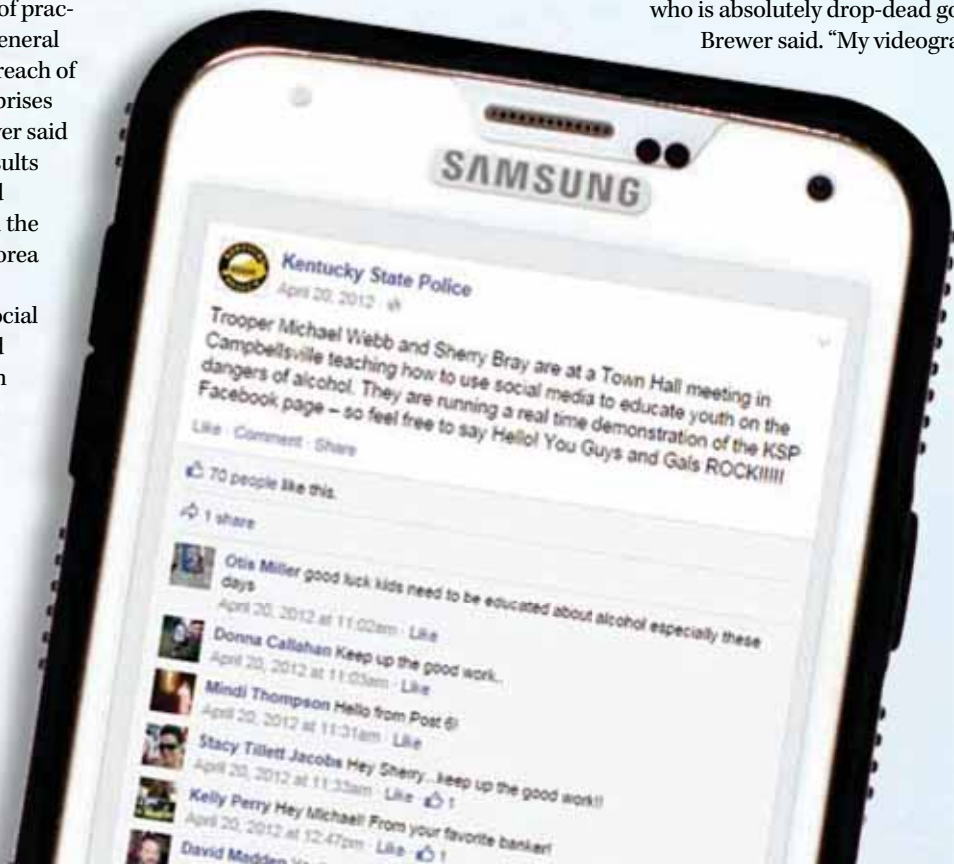 of prac-
eneral
reach of
prises
er said
sults
the
orea
ocial
who is absolutely drop-dead go
Brewer said. “My videogra
SAMSUNG
Kentucky State Police
April 20, 2012
Trooper Michael Webb and Sherry Bray are at a Town Hall meeting in
Campbellsville teaching how to use social media to educate youth on the
dangers of alcohol. They are running a real time demonstration of the KSP
Facebook page – so feel free to say Hello! You Guys and Gals ROCK!!!!!
Like · Comment · Share
70 people like this.
1 share
Otis Miller good luck kids need to be educated about alcohol especially these
days
April 20, 2012 at 11:02am · Like
Donna Callahan Keep up the good work..
April 20, 2012 at 11:03am · Like
Mindi Thompson Hello from Post 6!
April 20, 2012 at 11:31am · Like
Stacy Tillett Jacobs Hey Sherry...keep up the good work!!
April 20, 2012 at 11:33am · Like 1
Kelly Perry Hey Michael! From your favorite banker!
April 20, 2012 at 12:47pm · Like 1
David Madden